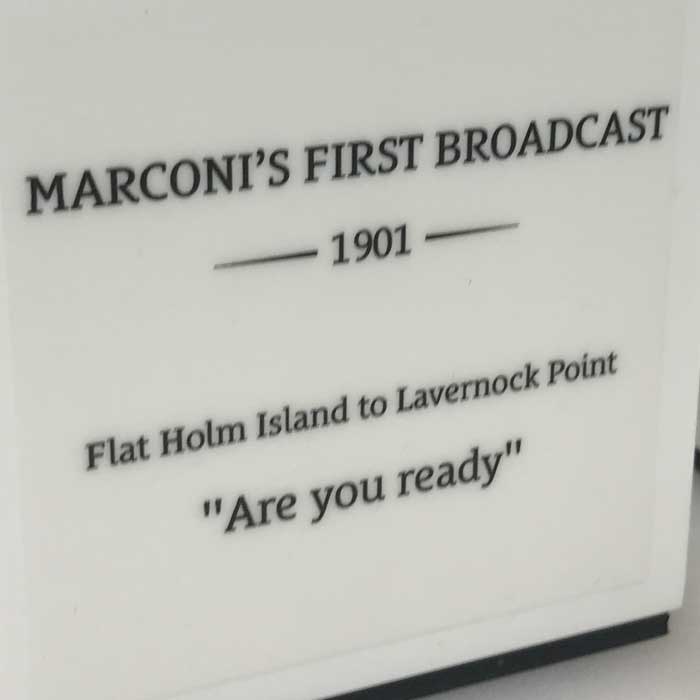 MARCONI’S FIRST BROADCAST
1901
Flat Holm Island to Lavernock Point
"Are you ready"